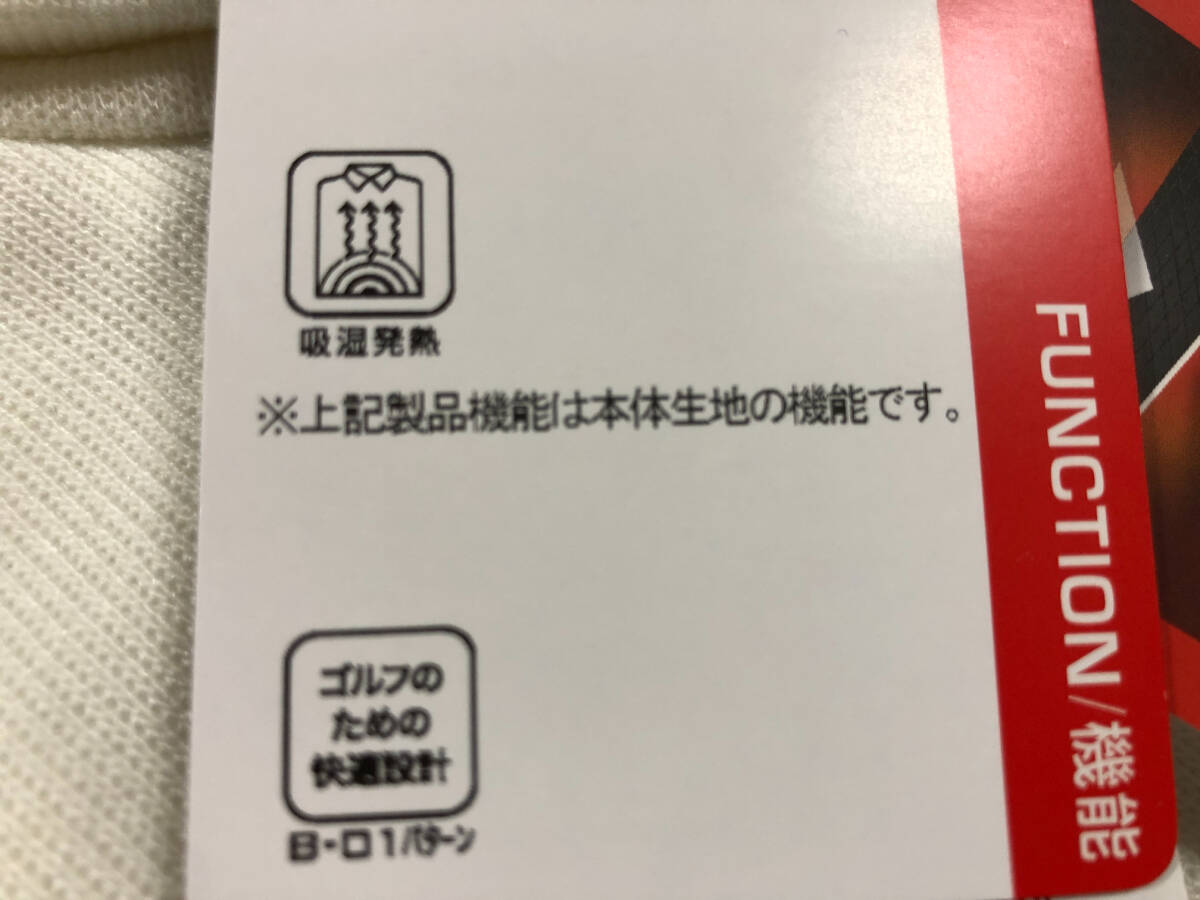 吸湿発熱
※上記製品機能は本体生地の機能です。
ゴルフの
ための
快適設計
B-01パターン
FUNCTION/機能